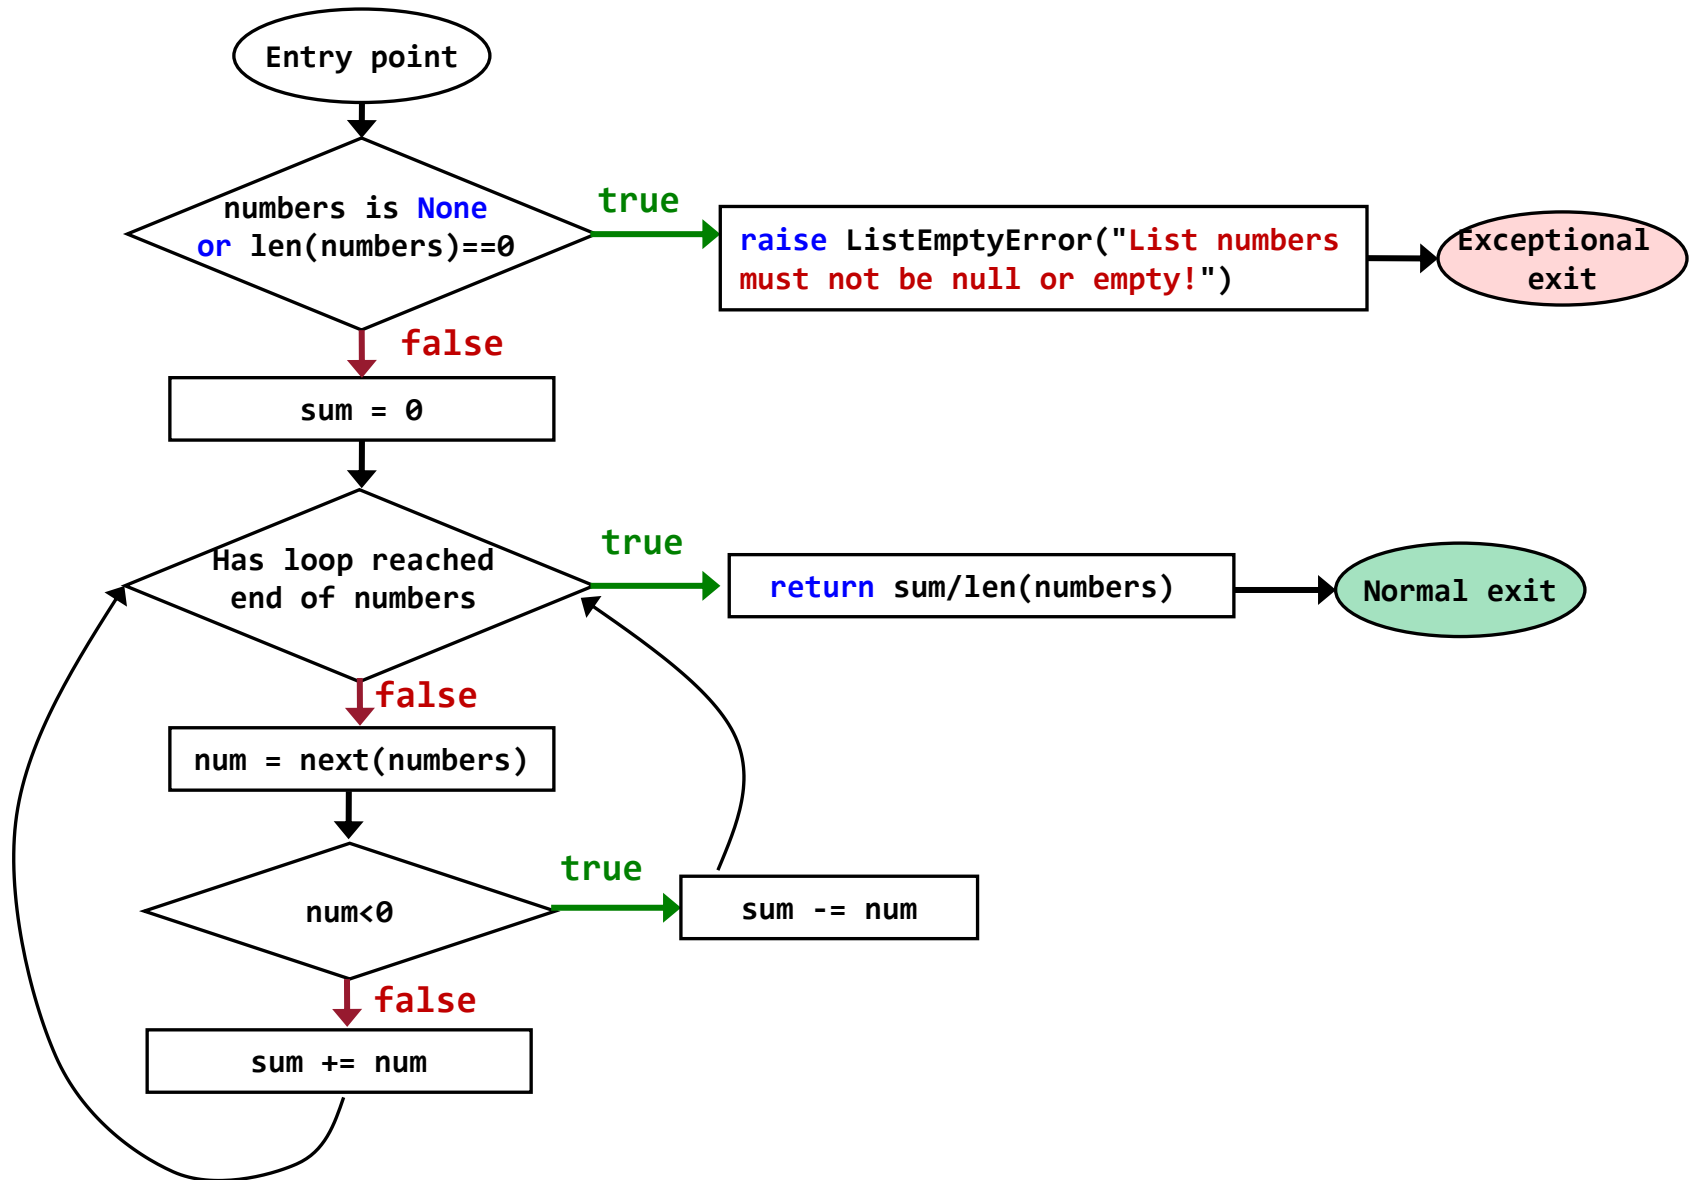 Entry point
numbers is None
or len(numbers)==0
true
raise ListEmptyError("List numbers
must not be null or empty!")
Exceptional
exit
false
sum = 0
Has loop reached
end of numbers
true
return sum/len(numbers)
Normal exit
false
num = next(numbers)
num<0
true
sum -= num
false
sum += num